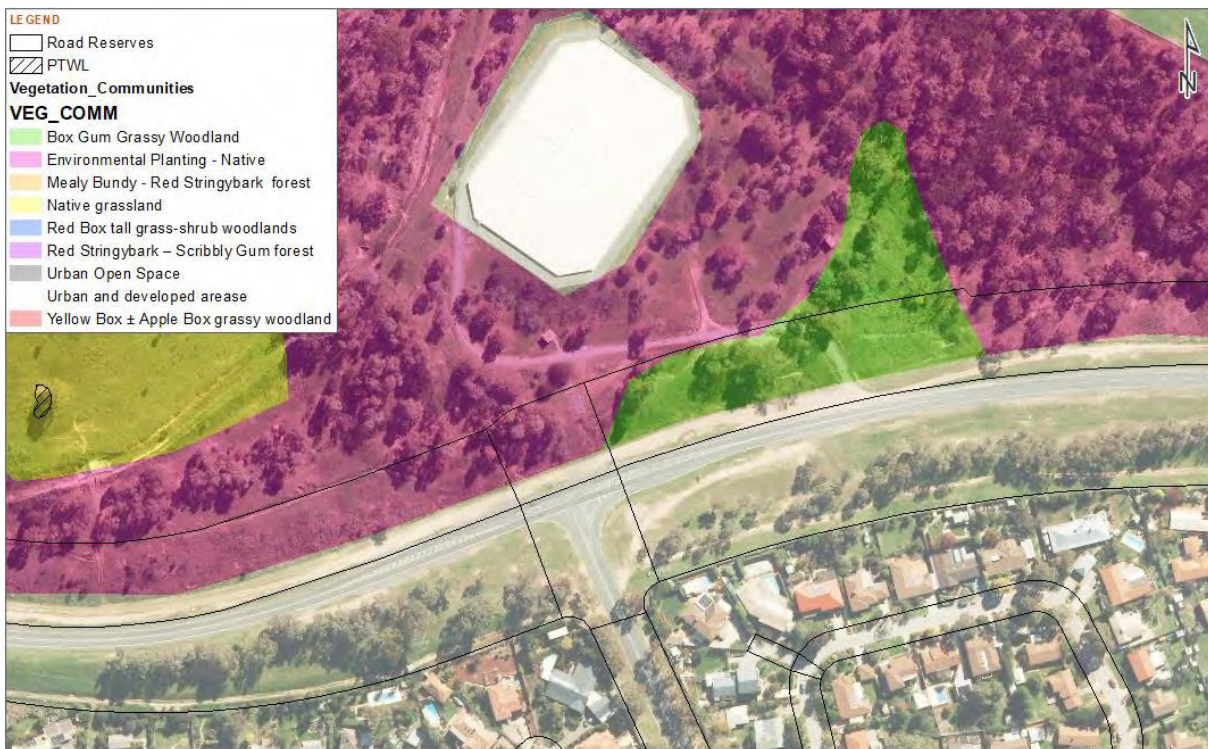 LEGEND
Road Reserves
PTWL
Vegetation_Communities
VEG_COMM
Box Gum Grassy Woodland
Environmental Planting - Native
Mealy Bundy - Red Stringybark forest
Native grassland
Red Box tall grass-shrub woodlands
Red Stringybark – Scribbly Gum forest
Urban Open Space
Urban and developed arease
Yellow Box ± Apple Box grassy woodland
N